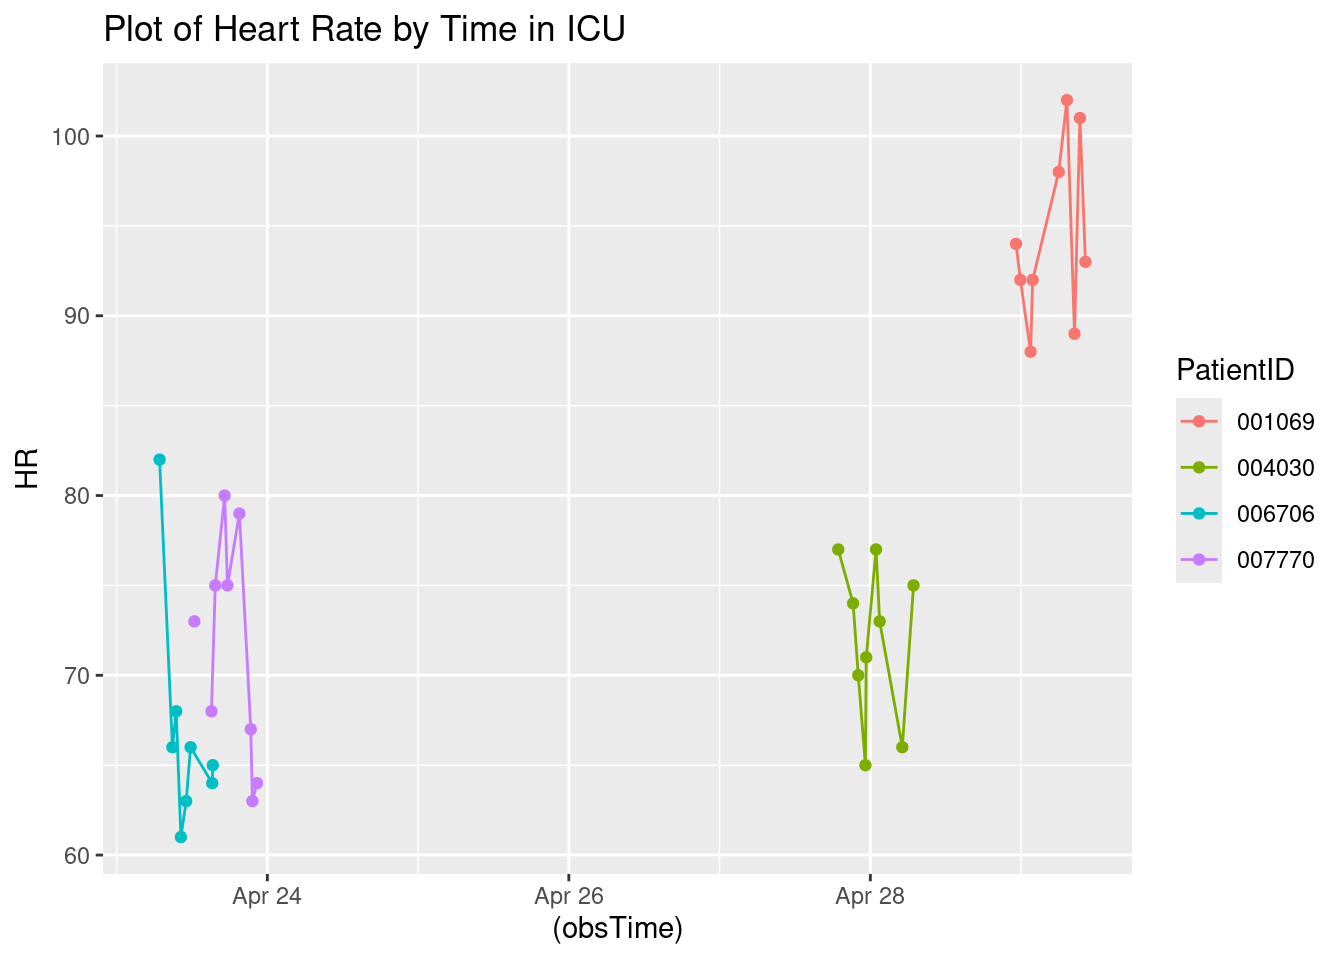 Plot of Heart Rate by Time in ICU
100
90
80
70
60
HR
Apr 24
Apr 26
Apr 28
(obsTime)
PatientID
001069
004030
006706
007770